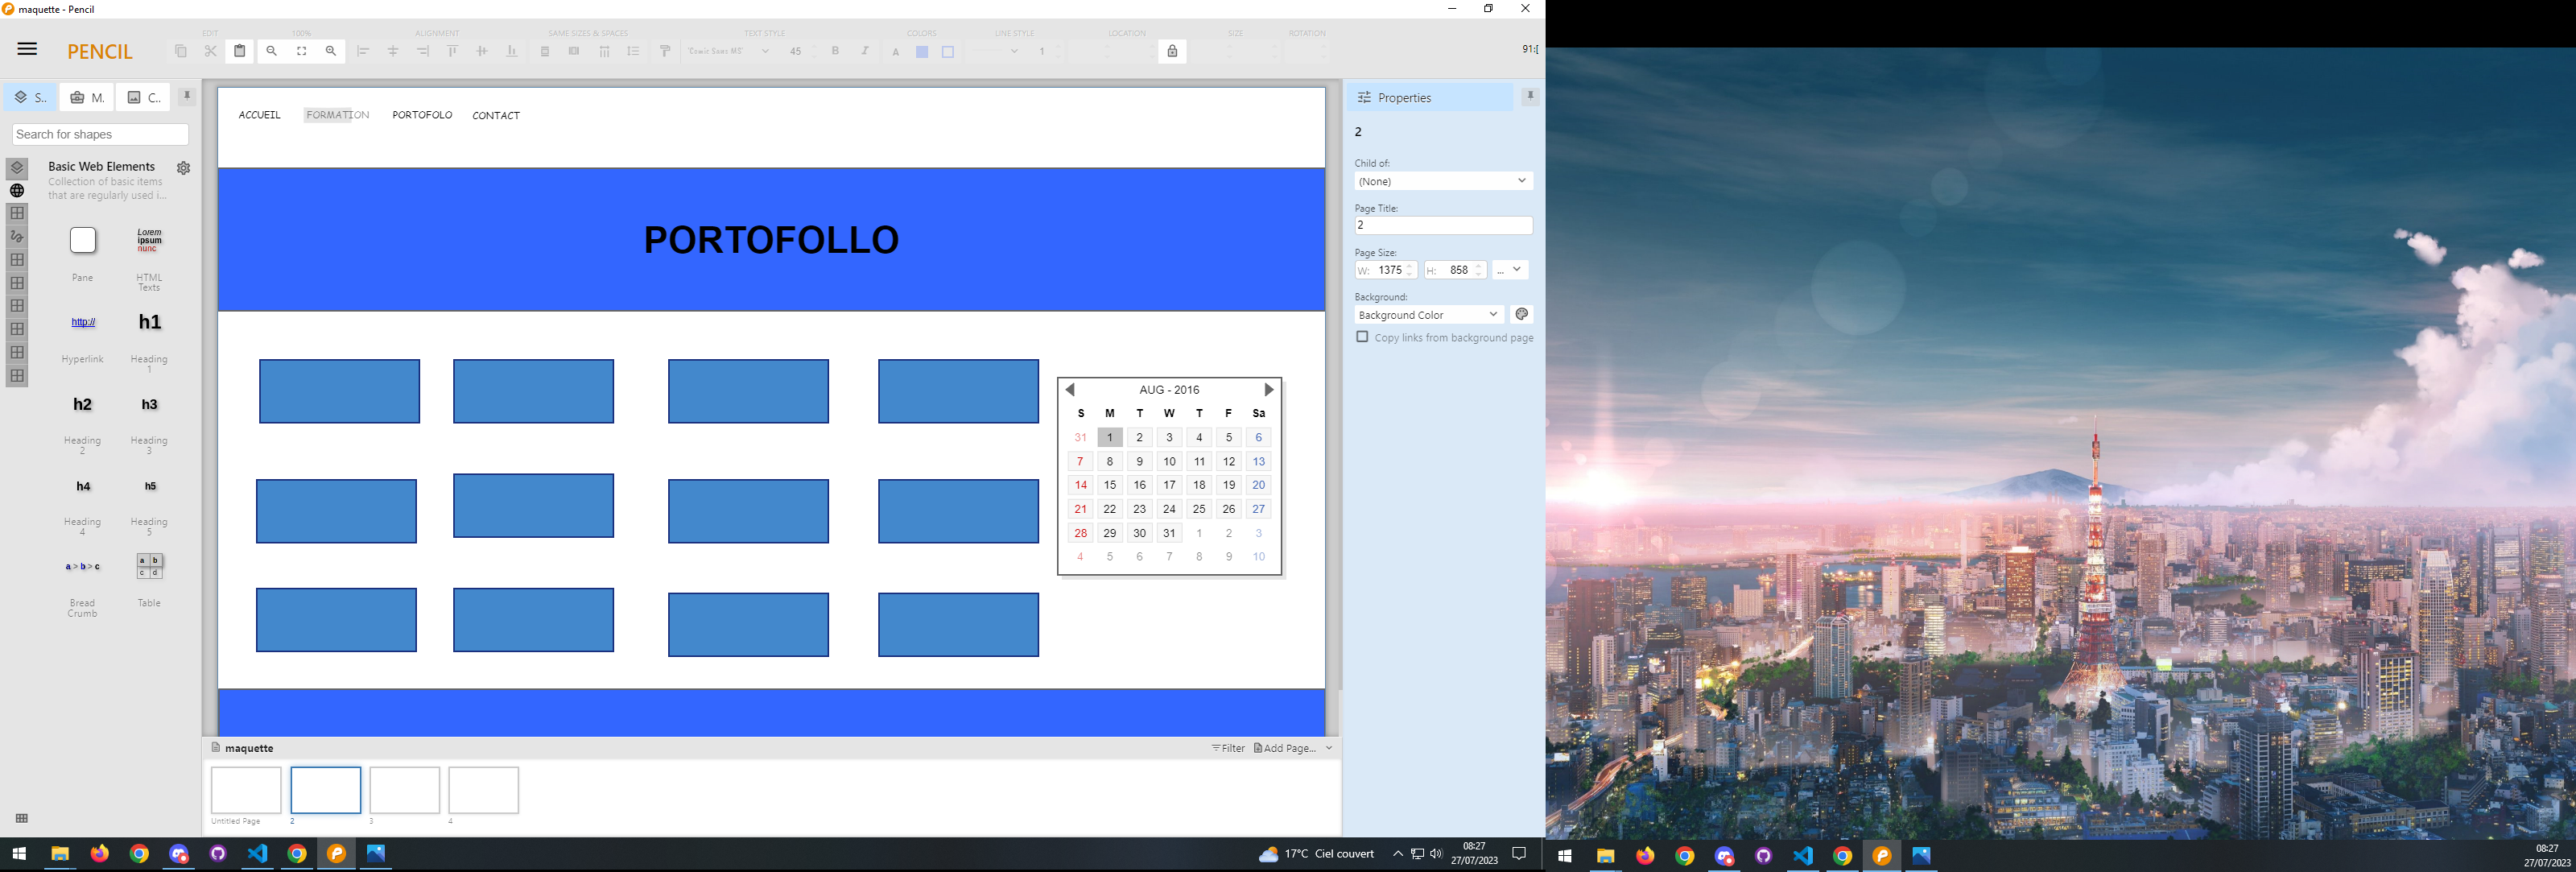 maquette - Pencil
EDIT 100% ALIGNMENT SAME SIZES & SPACES TEXT STYLE COLORS LINE STYLE LOCATION SIZE ROTATION
PENCIL
"Comic Sans MS" 45 B I A 1
91:[
S.. M. C..
Search for shapes
Basic Web Elements
Collection of basic items
that are regularly used i...
Pane
Lorem
ipsum
nunc
HTML
Texts
http://
Hyperlink
h1
Heading
1
h2
Heading
2
h3
Heading
3
h4
Heading
4
h5
Heading
5
a > b > c
Bread
Crumb
a b
c d
Table
ACCUEIL FORMATION PORTOFOLO CONTACT
PORTOFOLLO
AUG - 2016
S M T W T F Sa
31 1 2 3 4 5 6
7 8 9 10 11 12 13
14 15 16 17 18 19 20
21 22 23 24 25 26 27
28 29 30 31 1 2 3
4 5 6 7 8 9 10
Properties
2
Child of:
(None)
Page Title:
2
Page Size:
W: 1375 H: 858 ...
Background:
Background Color
Copy links from background page
maquette
Filter Add Page...
Untitled Page 2 3 4
17°C Ciel couvert
08:27
27/07/2023
08:27
27/07/2023